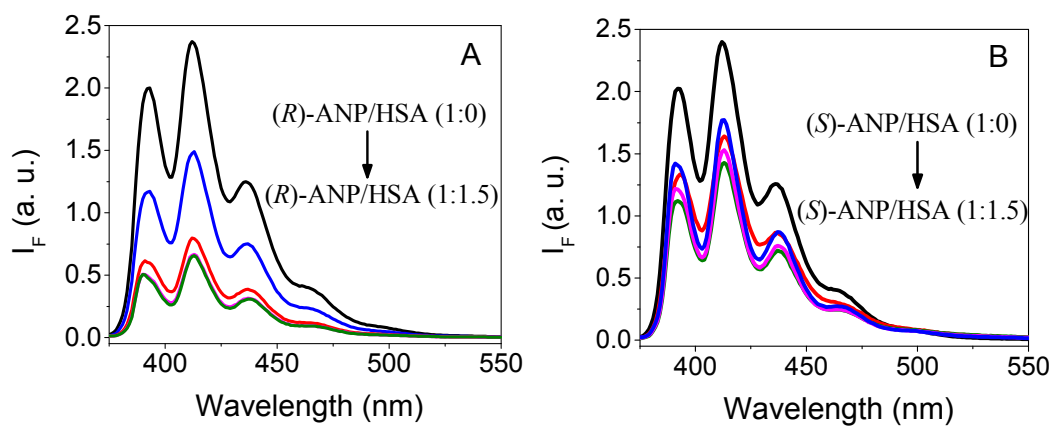 A
2.5
2.0
1.5
1.0
0.5
0.0
I_F (a. u.)
(R)-ANP/HSA (1:0)
(R)-ANP/HSA (1:1.5)
400 450 500 550
Wavelength (nm)
B
2.5
2.0
1.5
1.0
0.5
0.0
I_F (a. u.)
(S)-ANP/HSA (1:0)
(S)-ANP/HSA (1:1.5)
400 450 500 550
Wavelength (nm)